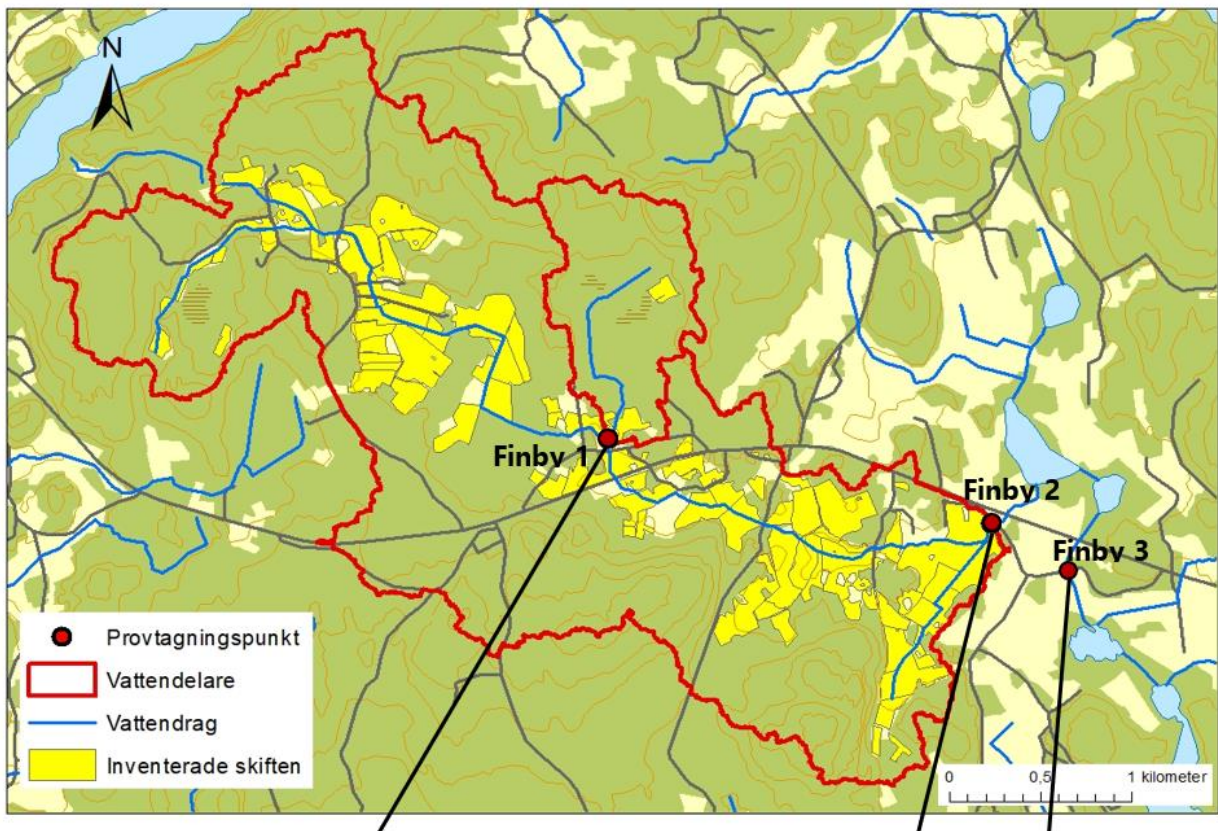 N
Finby 1
Finby 2
Finby 3
Provtagningspunkt
Vattendelare
Vattendrag
Inventerade skiften
0 0,5 1 kilometer